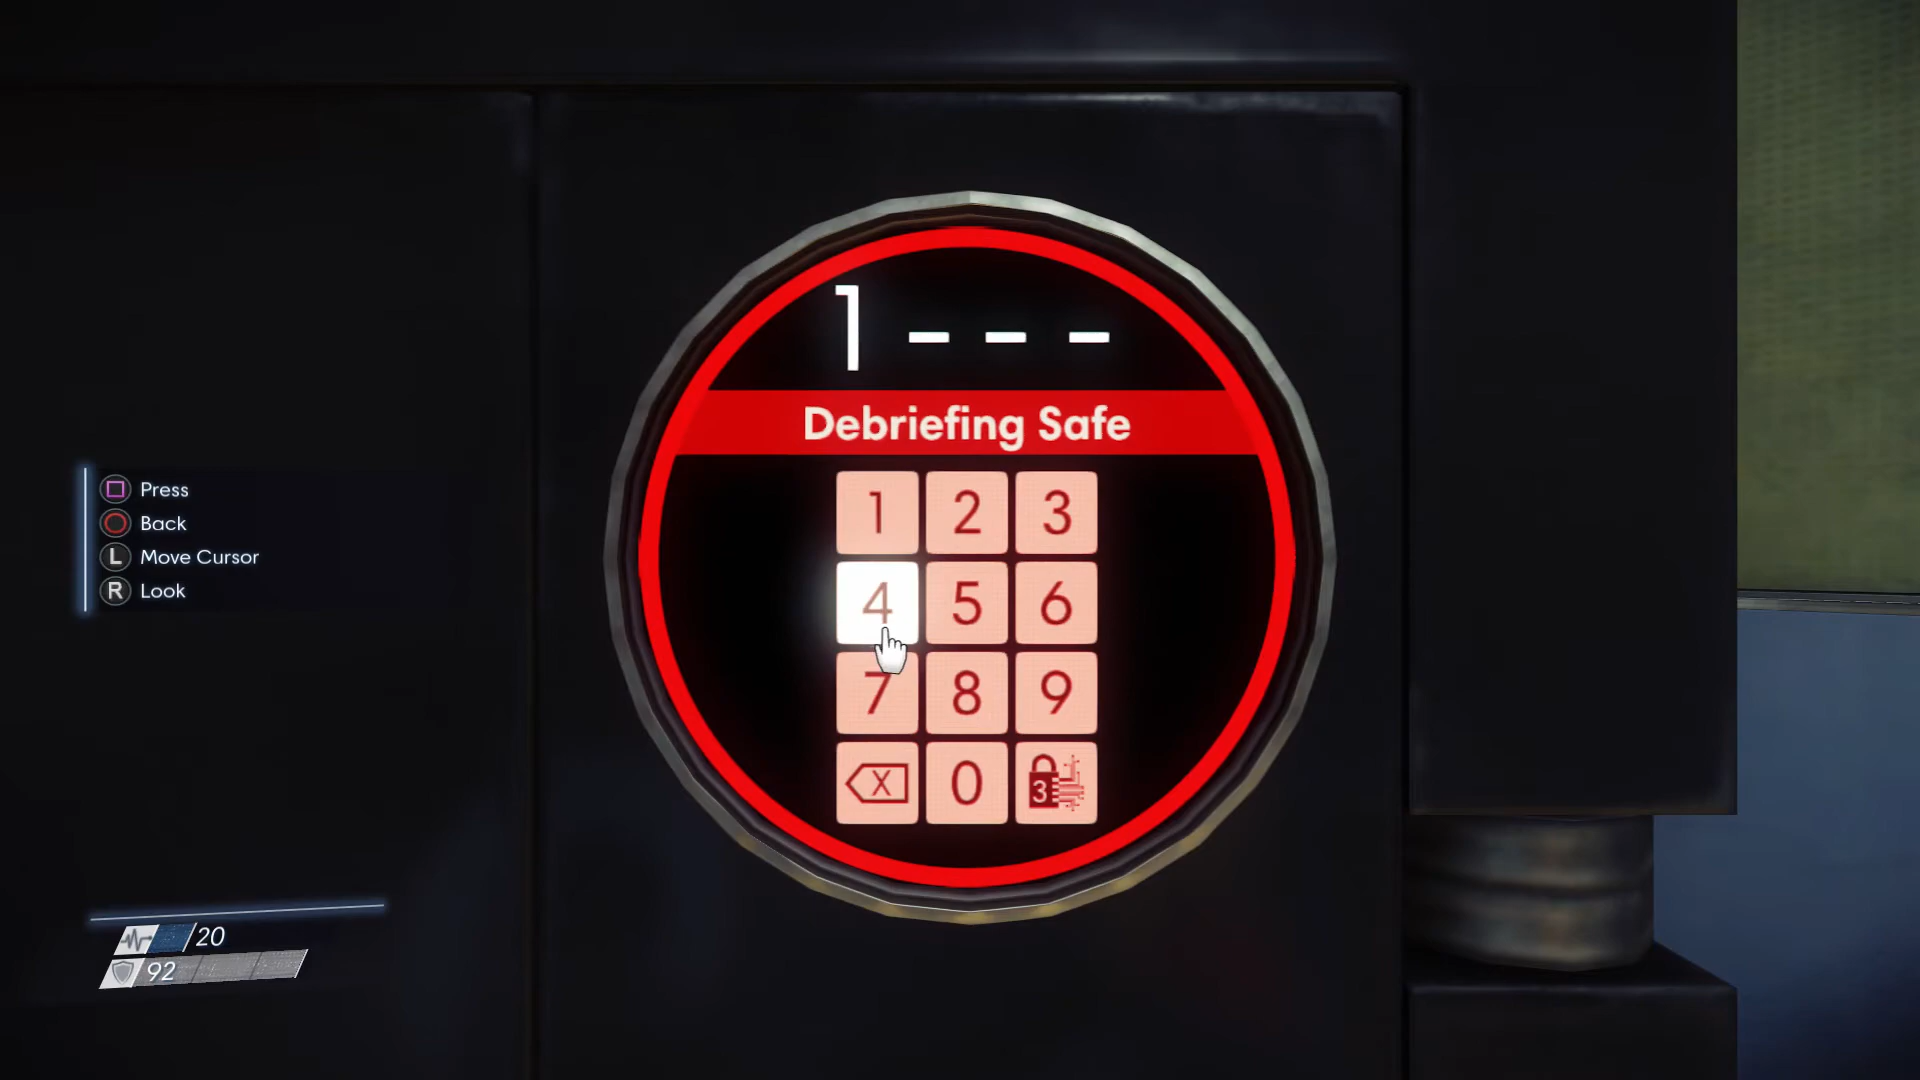 1 _ _ _
Debriefing Safe
1 2 3
4 5 6
7 8 9
X 0 3
Press
Back
L Move Cursor
R Look
20
92